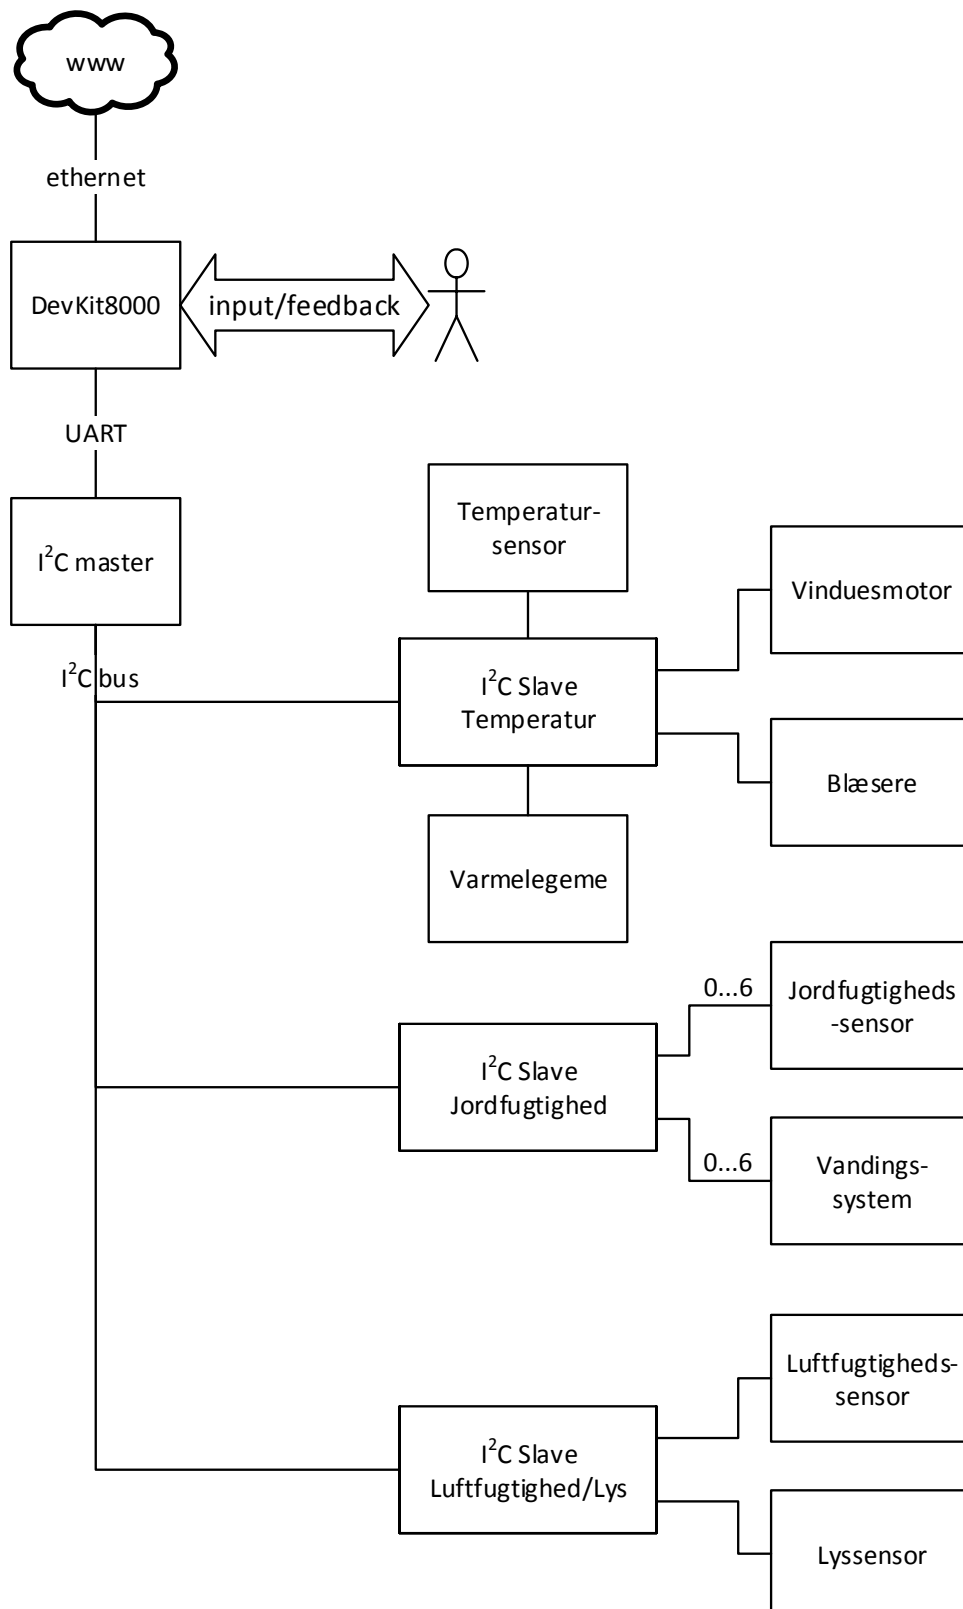 www
ethernet
DevKit8000
input/feedback
UART
I²C master
I²C bus
Temperatur-
sensor
I²C Slave
Temperatur
Varmelegeme
Vinduesmotor
Blæsere
I²C Slave
Jordfugtighed
0...6
Jordfugtigheds
-sensor
0...6
Vandings-
system
I²C Slave
Luftfugtighed/Lys
Luftfugtigheds-
sensor
Lyssensor